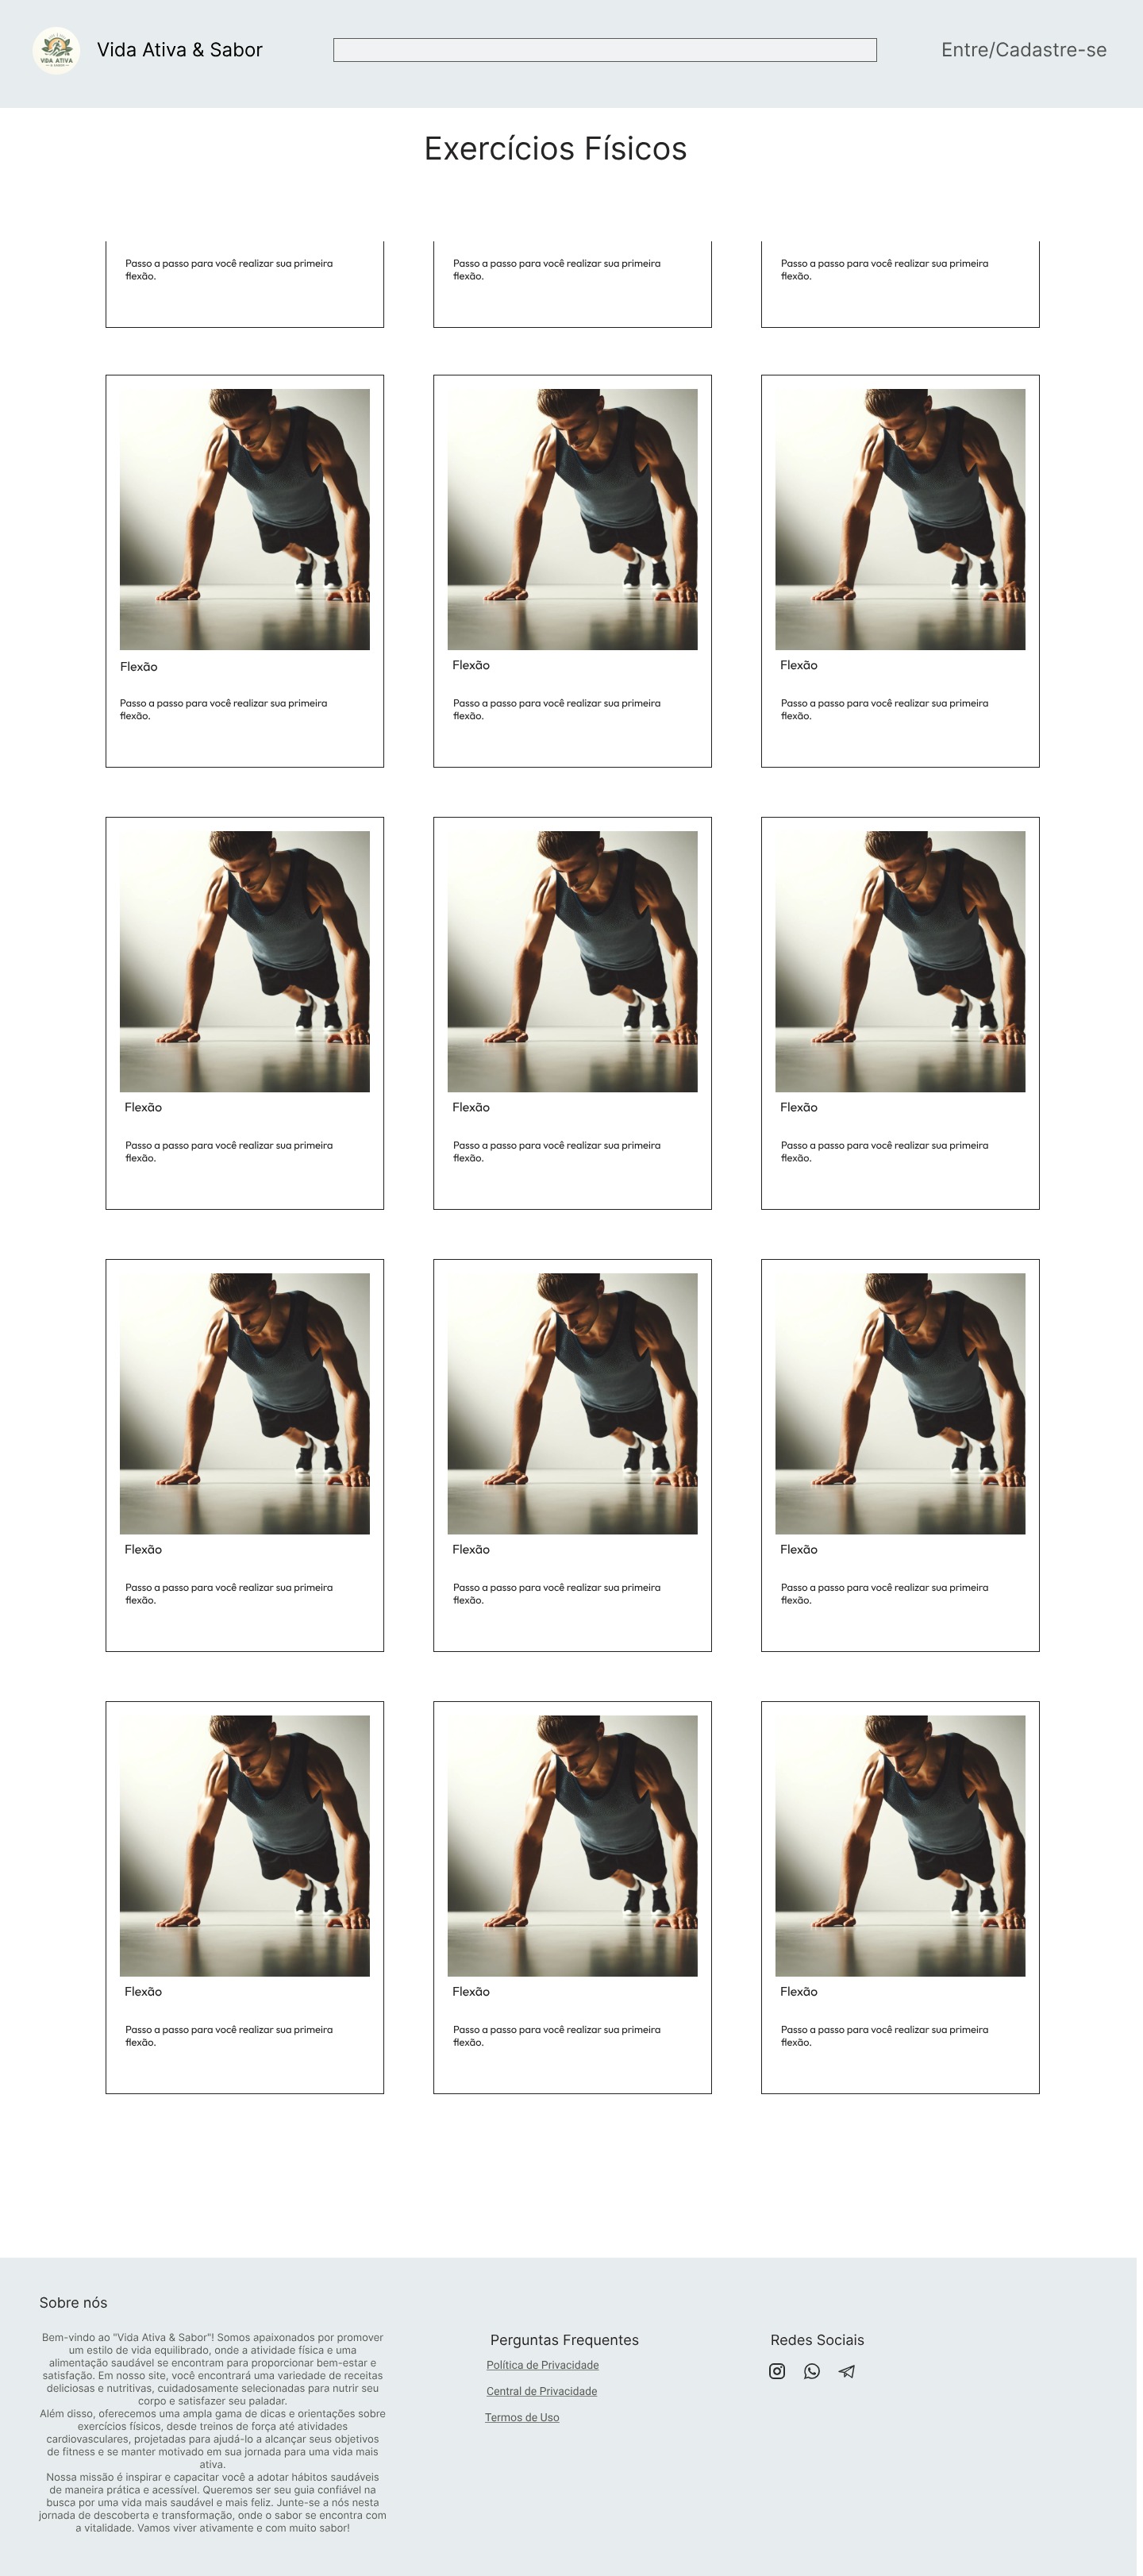 VIDA ATIVA
Vida Ativa & Sabor
Entre/Cadastre-se
Exercícios Físicos
Passo a passo para você realizar sua primeira
flexão.
Passo a passo para você realizar sua primeira
flexão.
Passo a passo para você realizar sua primeira
flexão.
Flexão
Passo a passo para você realizar sua primeira
flexão.
Flexão
Passo a passo para você realizar sua primeira
flexão.
Flexão
Passo a passo para você realizar sua primeira
flexão.
Flexão
Passo a passo para você realizar sua primeira
flexão.
Flexão
Passo a passo para você realizar sua primeira
flexão.
Flexão
Passo a passo para você realizar sua primeira
flexão.
Flexão
Passo a passo para você realizar sua primeira
flexão.
Flexão
Passo a passo para você realizar sua primeira
flexão.
Flexão
Passo a passo para você realizar sua primeira
flexão.
Flexão
Passo a passo para você realizar sua primeira
flexão.
Flexão
Passo a passo para você realizar sua primeira
flexão.
Flexão
Passo a passo para você realizar sua primeira
flexão.
Sobre nós
Bem-vindo ao "Vida Ativa & Sabor"! Somos apaixonados por promover
um estilo de vida equilibrado, onde a atividade física e uma
alimentação saudável se encontram para proporcionar bem-estar e
satisfação. Em nosso site, você encontrará uma variedade de receitas
deliciosas e nutritivas, cuidadosamente selecionadas para nutrir seu
corpo e satisfazer seu paladar.
Além disso, oferecemos uma ampla gama de dicas e orientações sobre
exercícios físicos, desde treinos de força até atividades
cardiovasculares, projetadas para ajudá-lo a alcançar seus objetivos
de fitness e se manter motivado em sua jornada para uma vida mais
ativa.
Nossa missão é inspirar e capacitar você a adotar hábitos saudáveis
de maneira prática e acessível. Queremos ser seu guia confiável na
busca por uma vida mais saudável e mais feliz. Junte-se a nós nesta
jornada de descoberta e transformação, onde o sabor se encontra com
a vitalidade. Vamos viver ativamente e com muito sabor!
Perguntas Frequentes
Política de Privacidade
Central de Privacidade
Termos de Uso
Redes Sociais